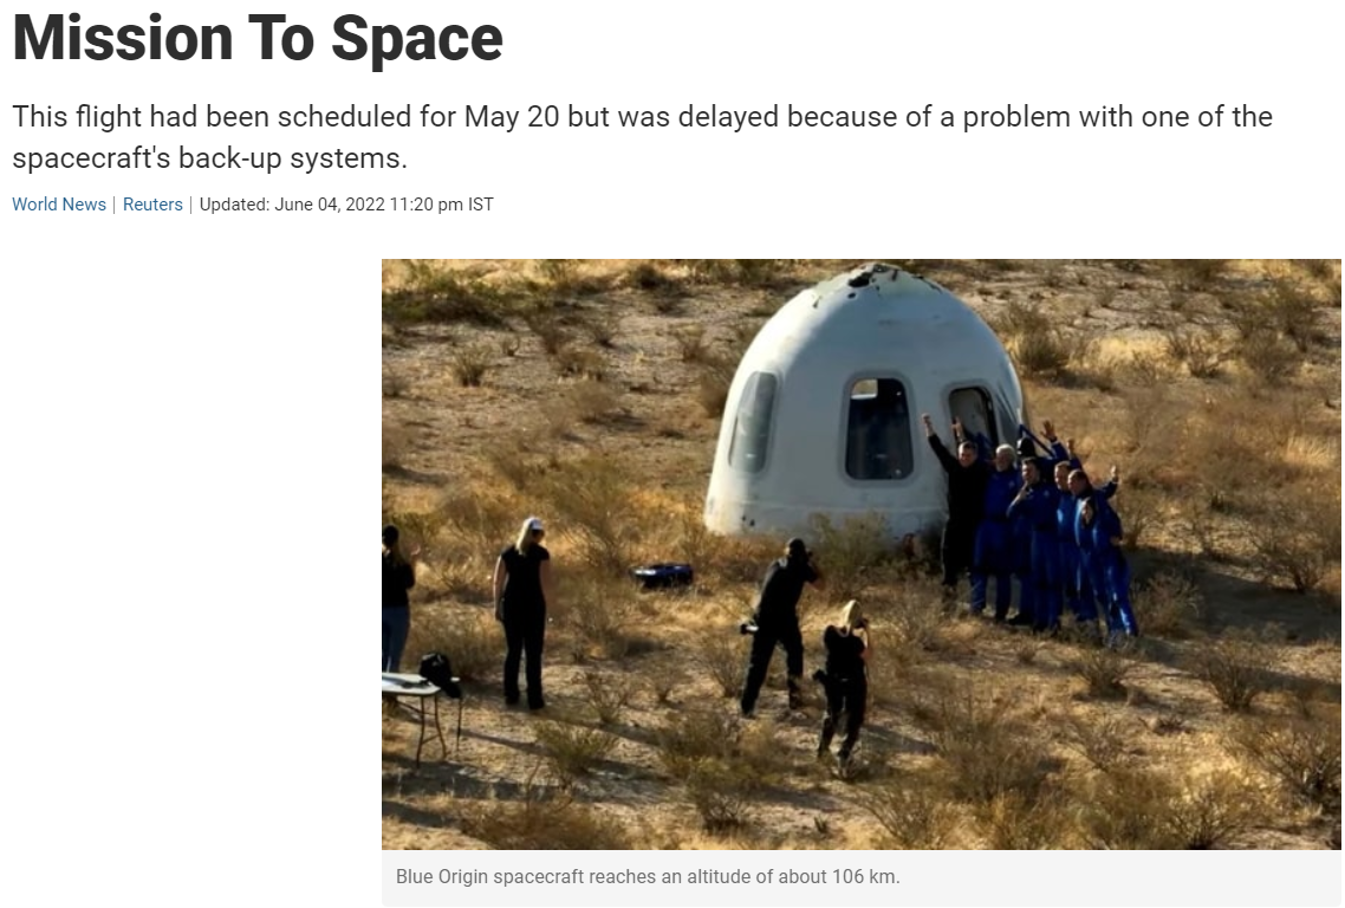 Mission To Space
This flight had been scheduled for May 20 but was delayed because of a problem with one of the
spacecraft's back-up systems.
World News | Reuters | Updated: June 04, 2022 11:20 pm IST
Blue Origin spacecraft reaches an altitude of about 106 km.